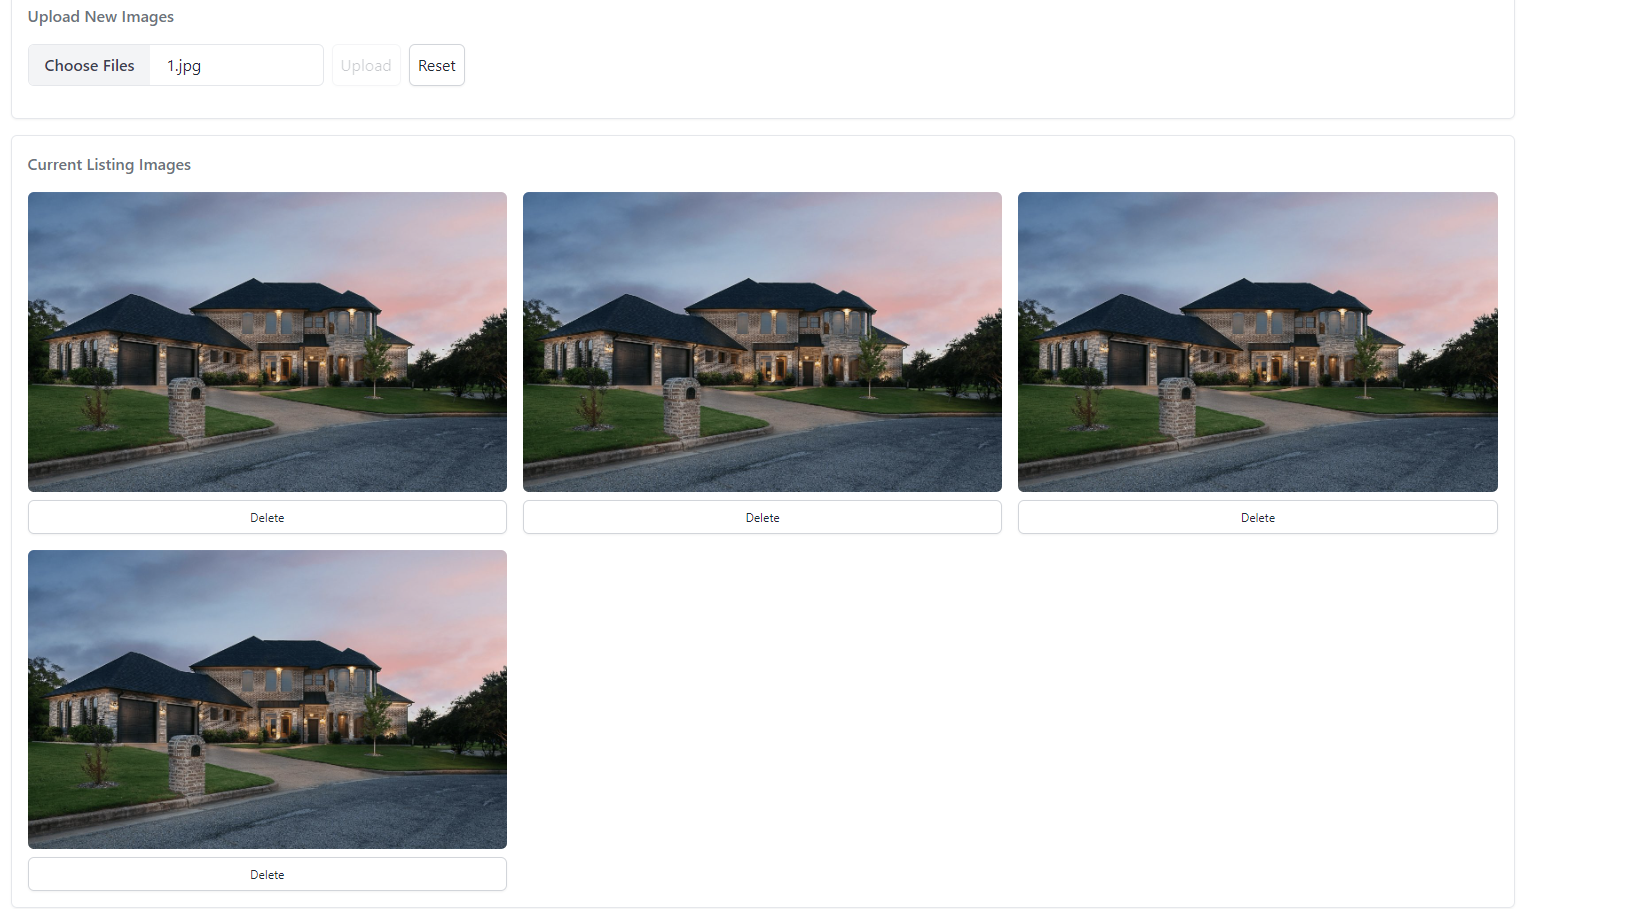 Upload New Images
Choose Files 1.jpg Upload Reset
Current Listing Images
Delete Delete Delete
Delete